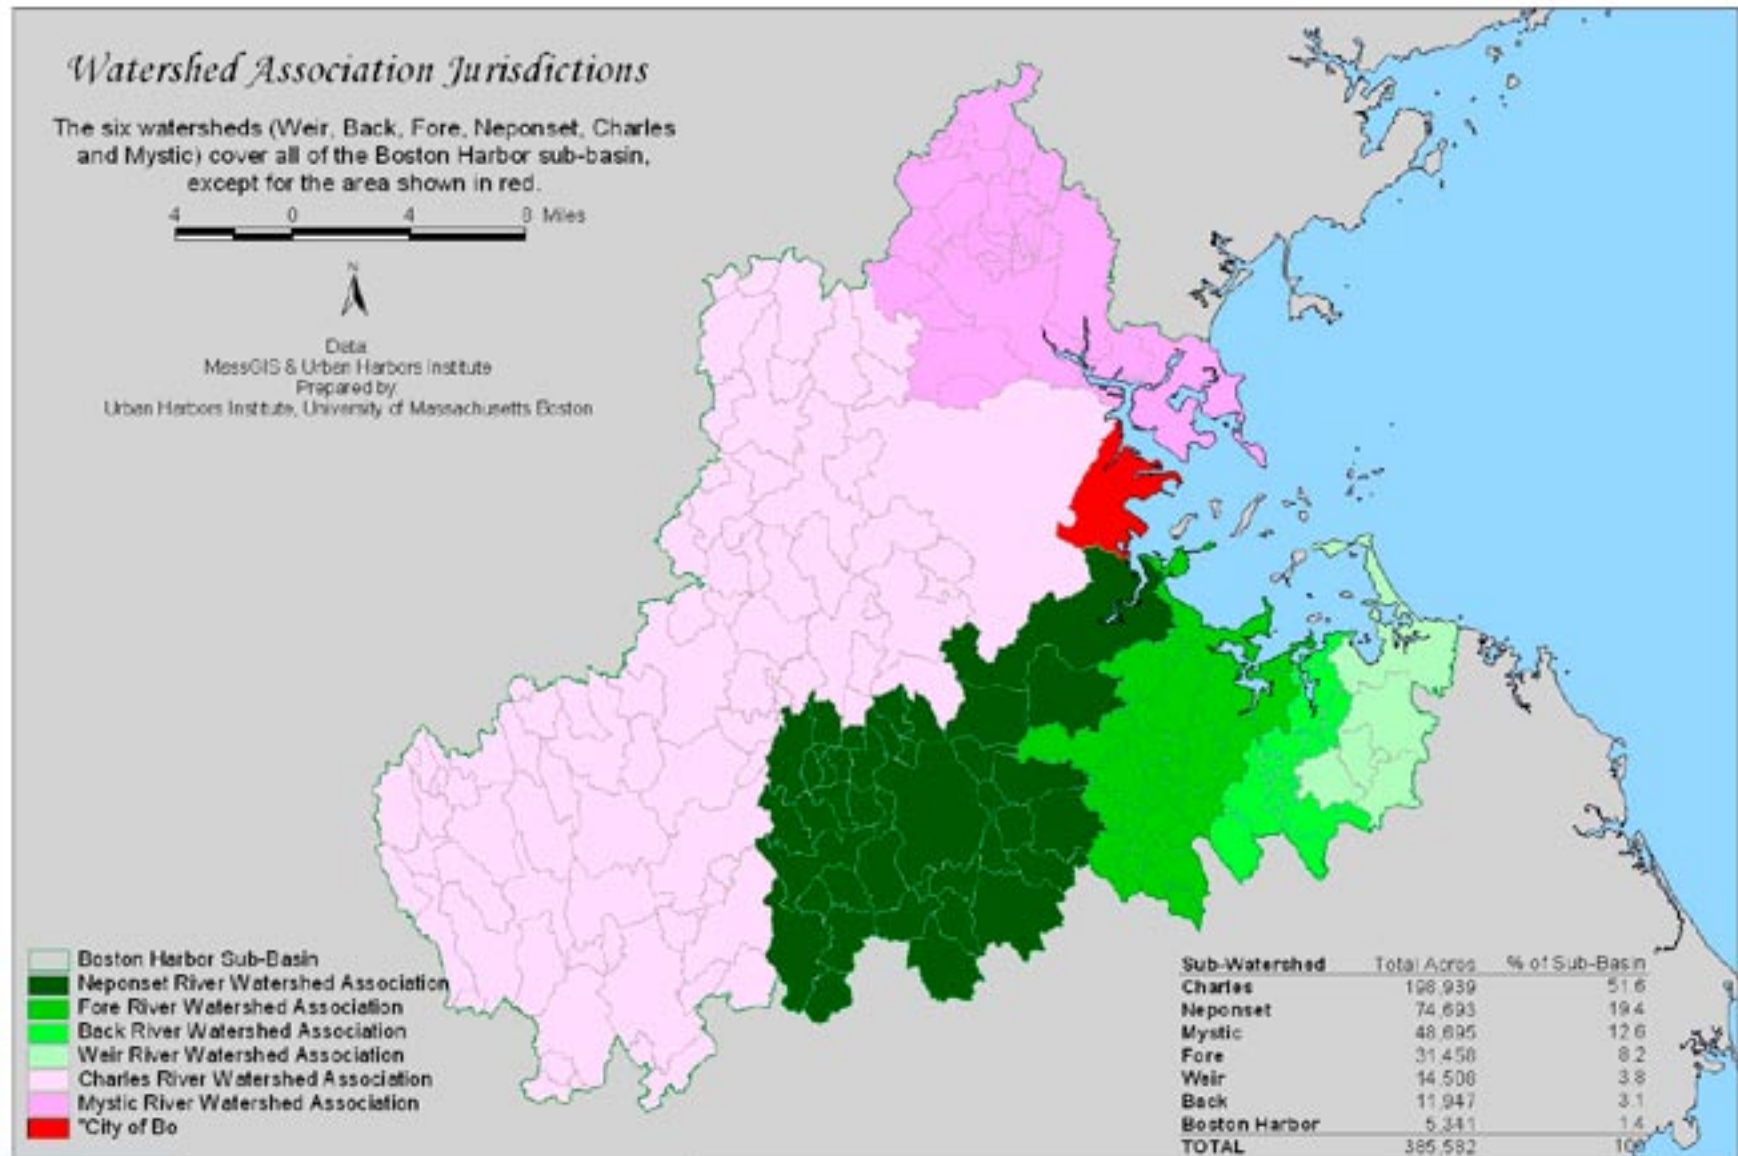 Watershed Association Jurisdictions
The six watersheds (Weir, Back, Fore, Neponset, Charles
and Mystic) cover all of the Boston Harbor sub-basin,
except for the area shown in red.
4 0 4 8 Miles
N
Data:
MassGIS & Urban Harbors Institute
Prepared by:
Urban Harbors Institute, University of Massachusetts Boston
Boston Harbor Sub-Basin
Neponset River Watershed Association
Fore River Watershed Association
Back River Watershed Association
Weir River Watershed Association
Charles River Watershed Association
Mystic River Watershed Association
"City of Bo
Sub-Watershed Total Acres % of Sub-Basin
Charles 198,939 51.6
Neponset 74,693 19.4
Mystic 48,695 12.6
Fore 31,458 8.2
Weir 14,508 3.8
Back 11,947 3.1
Boston Harbor 5,341 1.4
TOTAL 385,582 100